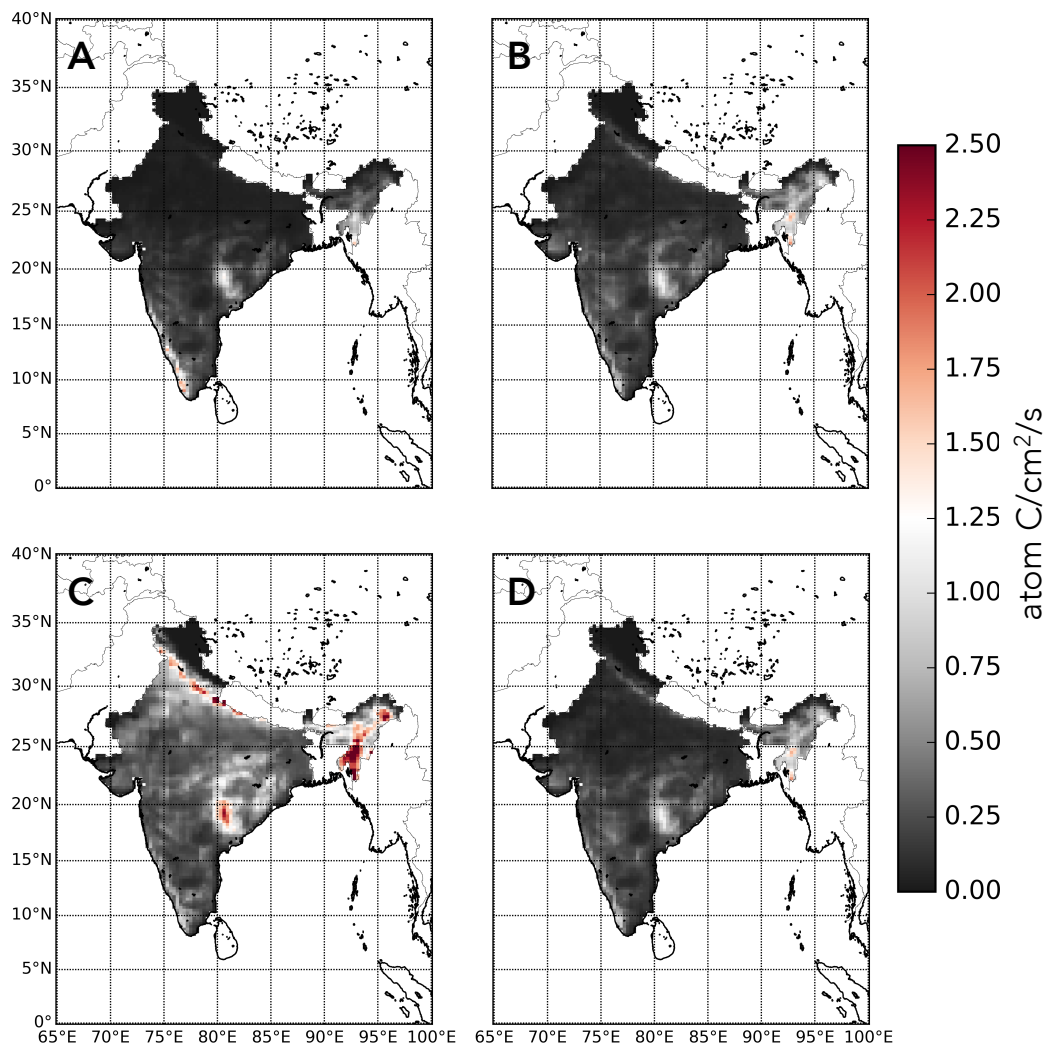 A
B
40°N
35°N
30°N
25°N
20°N
15°N
10°N
5°N
0°
2.50
2.25
2.00
1.75
1.50
1.25
1.00
0.75
0.50
0.25
0.00
atom C/cm²/s
C
D
40°N
35°N
30°N
25°N
20°N
15°N
10°N
5°N
0°
65°E 70°E 75°E 80°E 85°E 90°E 95°E 100°E
65°E 70°E 75°E 80°E 85°E 90°E 95°E 100°E